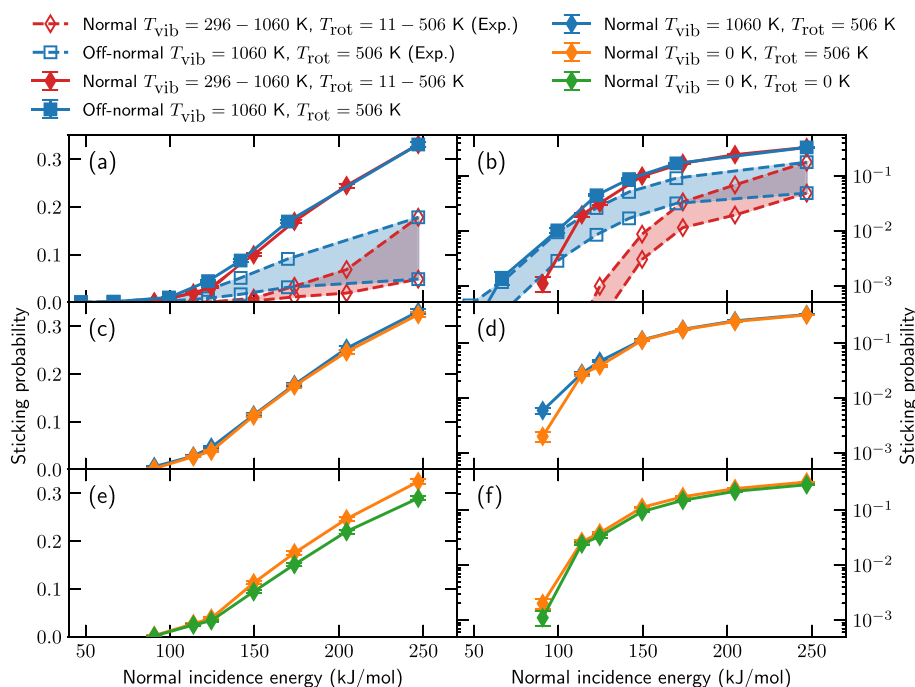 Normal T_vib = 296 − 1060 K, T_rot = 11 − 506 K (Exp.)
Off-normal T_vib = 1060 K, T_rot = 506 K (Exp.)
Normal T_vib = 296 − 1060 K, T_rot = 11 − 506 K
Off-normal T_vib = 1060 K, T_rot = 506 K
Normal T_vib = 1060 K, T_rot = 506 K
Normal T_vib = 0 K, T_rot = 506 K
Normal T_vib = 0 K, T_rot = 0 K
(a)
0.3
0.2
0.1
0.0
(b)
10^−1
10^−2
10^−3
(c)
0.3
0.2
0.1
0.0
(d)
10^−1
10^−2
10^−3
(e)
0.3
0.2
0.1
0.0
(f)
10^−1
10^−2
10^−3
Sticking probability
Sticking probability
50 100 150 200 250
50 100 150 200 250
Normal incidence energy (kJ/mol)
Normal incidence energy (kJ/mol)